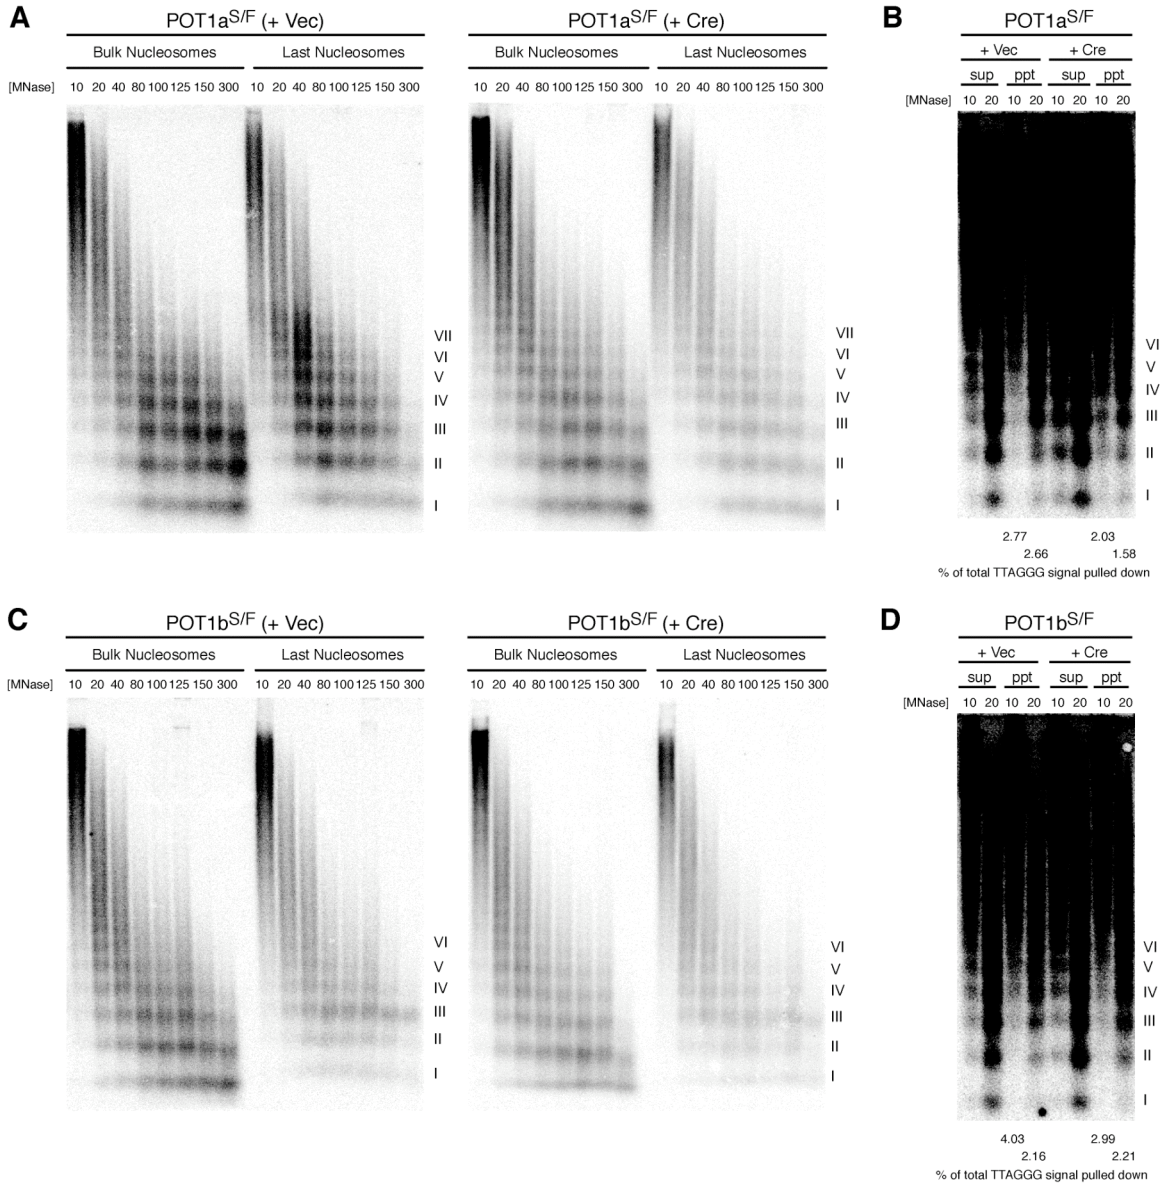 A
POT1aS/F (+ Vec)
POT1aS/F (+ Cre)
Bulk Nucleosomes
Last Nucleosomes
Bulk Nucleosomes
Last Nucleosomes
[MNase] 10 20 40 80 100 125 150 300 10 20 40 80 100 125 150 300 10 20 40 80 100 125 150 300 10 20 40 80 100 125 150 300
VII
VI
V
IV
III
II
I
VII
VI
V
IV
III
II
I
B
POT1aS/F
+ Vec + Cre
sup ppt sup ppt
[MNase] 10 20 10 20 10 20 10 20
VI
V
IV
III
II
I
2.77 2.03
2.66 1.58
% of total TTAGGG signal pulled down
C
POT1bS/F (+ Vec)
POT1bS/F (+ Cre)
Bulk Nucleosomes
Last Nucleosomes
Bulk Nucleosomes
Last Nucleosomes
[MNase] 10 20 40 80 100 125 150 300 10 20 40 80 100 125 150 300 10 20 40 80 100 125 150 300 10 20 40 80 100 125 150 300
VI
V
IV
III
II
I
VI
V
IV
III
II
I
D
POT1bS/F
+ Vec + Cre
sup ppt sup ppt
[MNase] 10 20 10 20 10 20 10 20
VI
V
IV
III
II
I
4.03 2.99
2.16 2.21
% of total TTAGGG signal pulled down